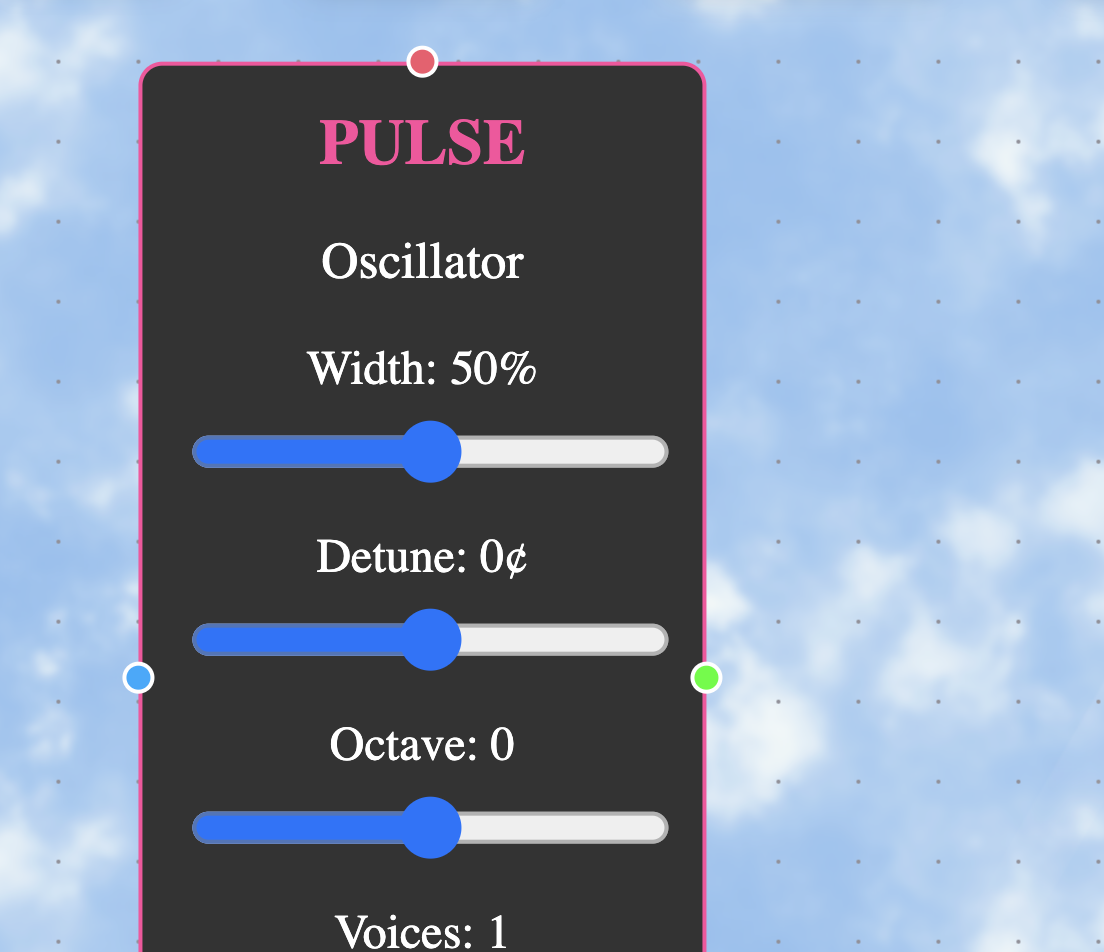 PULSE
Oscillator
Width: 50%
Detune: 0¢
Octave: 0
Voices: 1